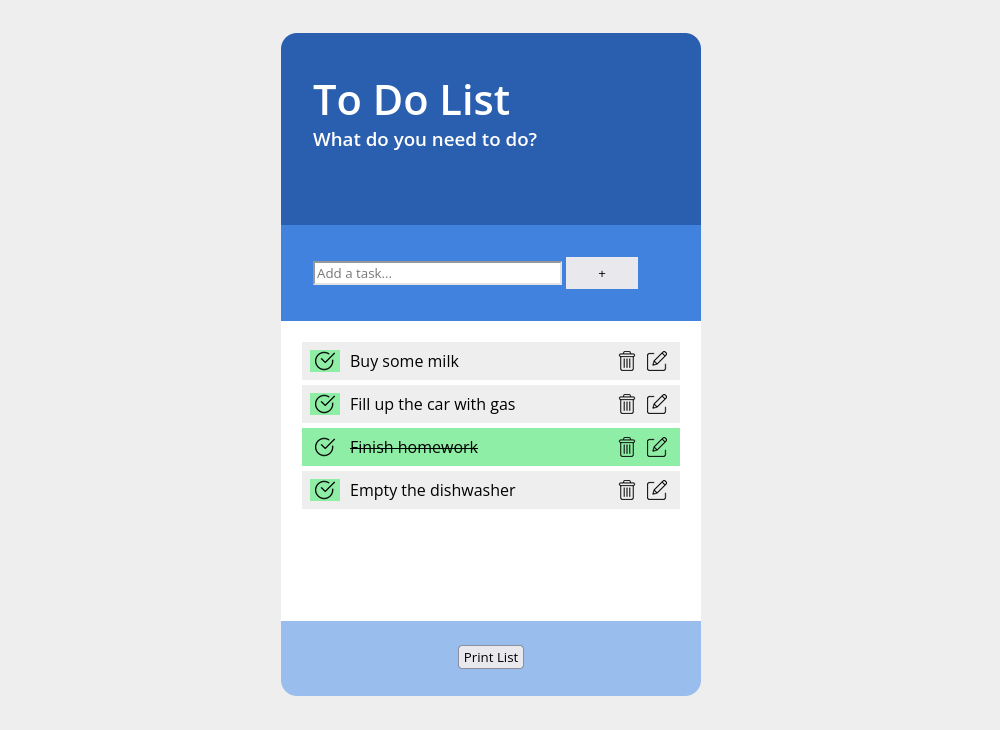 To Do List
What do you need to do?
Add a task...
+
Buy some milk
Fill up the car with gas
Finish homework
Empty the dishwasher
Print List